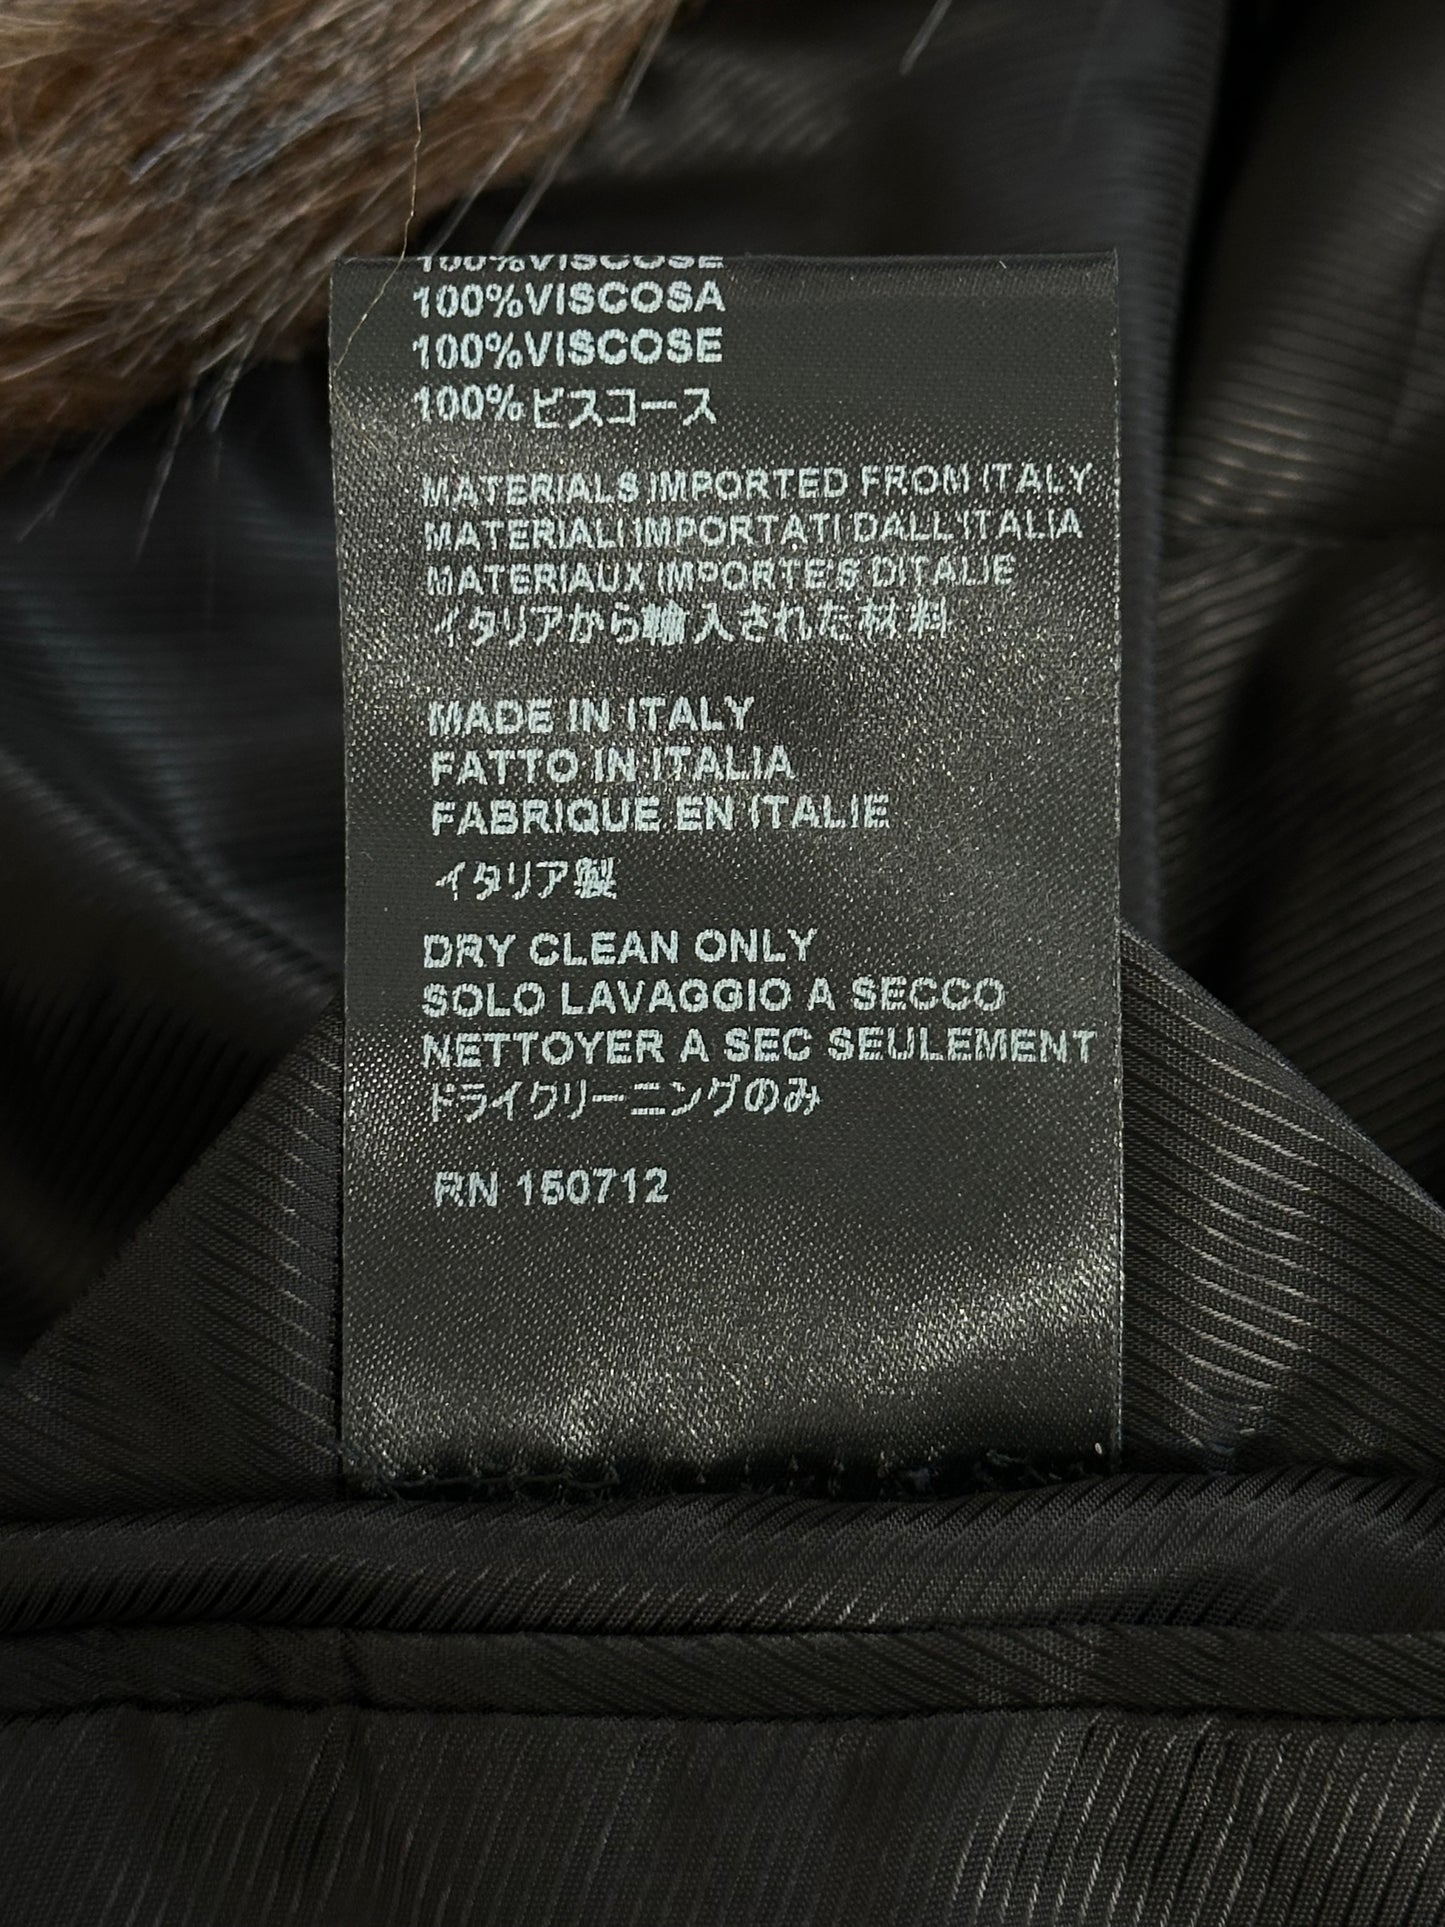 100%VISCOSE
100%VISCOSA
100%VISCOSE
100%ビスコース
MATERIALS IMPORTED FROM ITALY
MATERIALI IMPORTATI DALL'ITALIA
MATERIAUX IMPORTE'S D'ITALIE
イタリアから輸入された材料
MADE IN ITALY
FATTO IN ITALIA
FABRIQUE EN ITALIE
イタリア製
DRY CLEAN ONLY
SOLO LAVAGGIO A SECCO
NETTOYER A SEC SEULEMENT
ドライクリーニングのみ
RN 150712